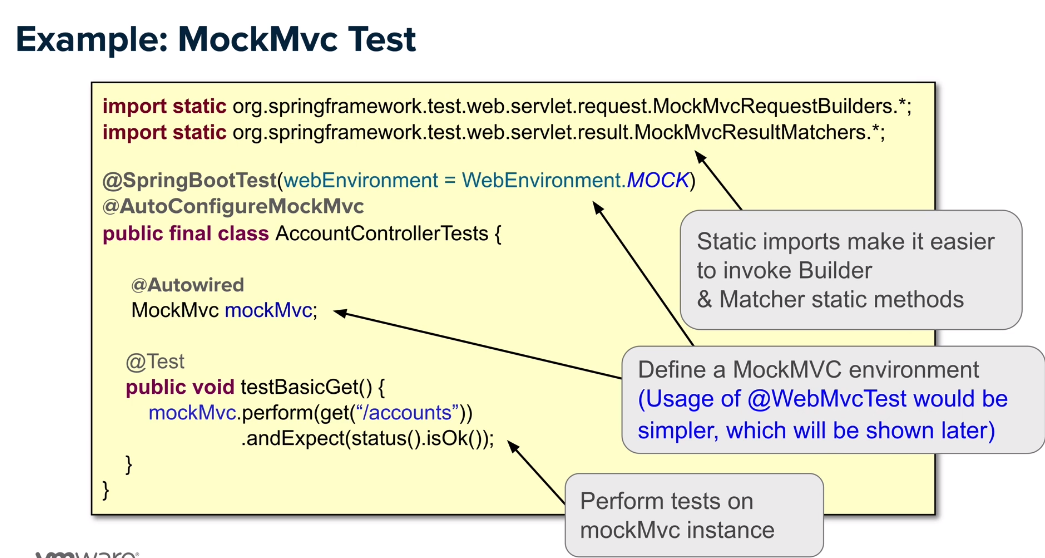 Example: MockMvc Test
import static org.springframework.test.web.servlet.request.MockMvcRequestBuilders.*;
import static org.springframework.test.web.servlet.result.MockMvcResultMatchers.*;
@SpringBootTest(webEnvironment = WebEnvironment.MOCK)
@AutoConfigureMockMvc
public final class AccountControllerTests {
@Autowired
MockMvc mockMvc;
@Test
public void testBasicGet() {
mockMvc.perform(get(“/accounts”))
.andExpect(status().isOk());
}
}
Static imports make it easier
to invoke Builder
& Matcher static methods
Define a MockMVC environment
(Usage of @WebMvcTest would be
simpler, which will be shown later)
Perform tests on
mockMvc instance
vmware®